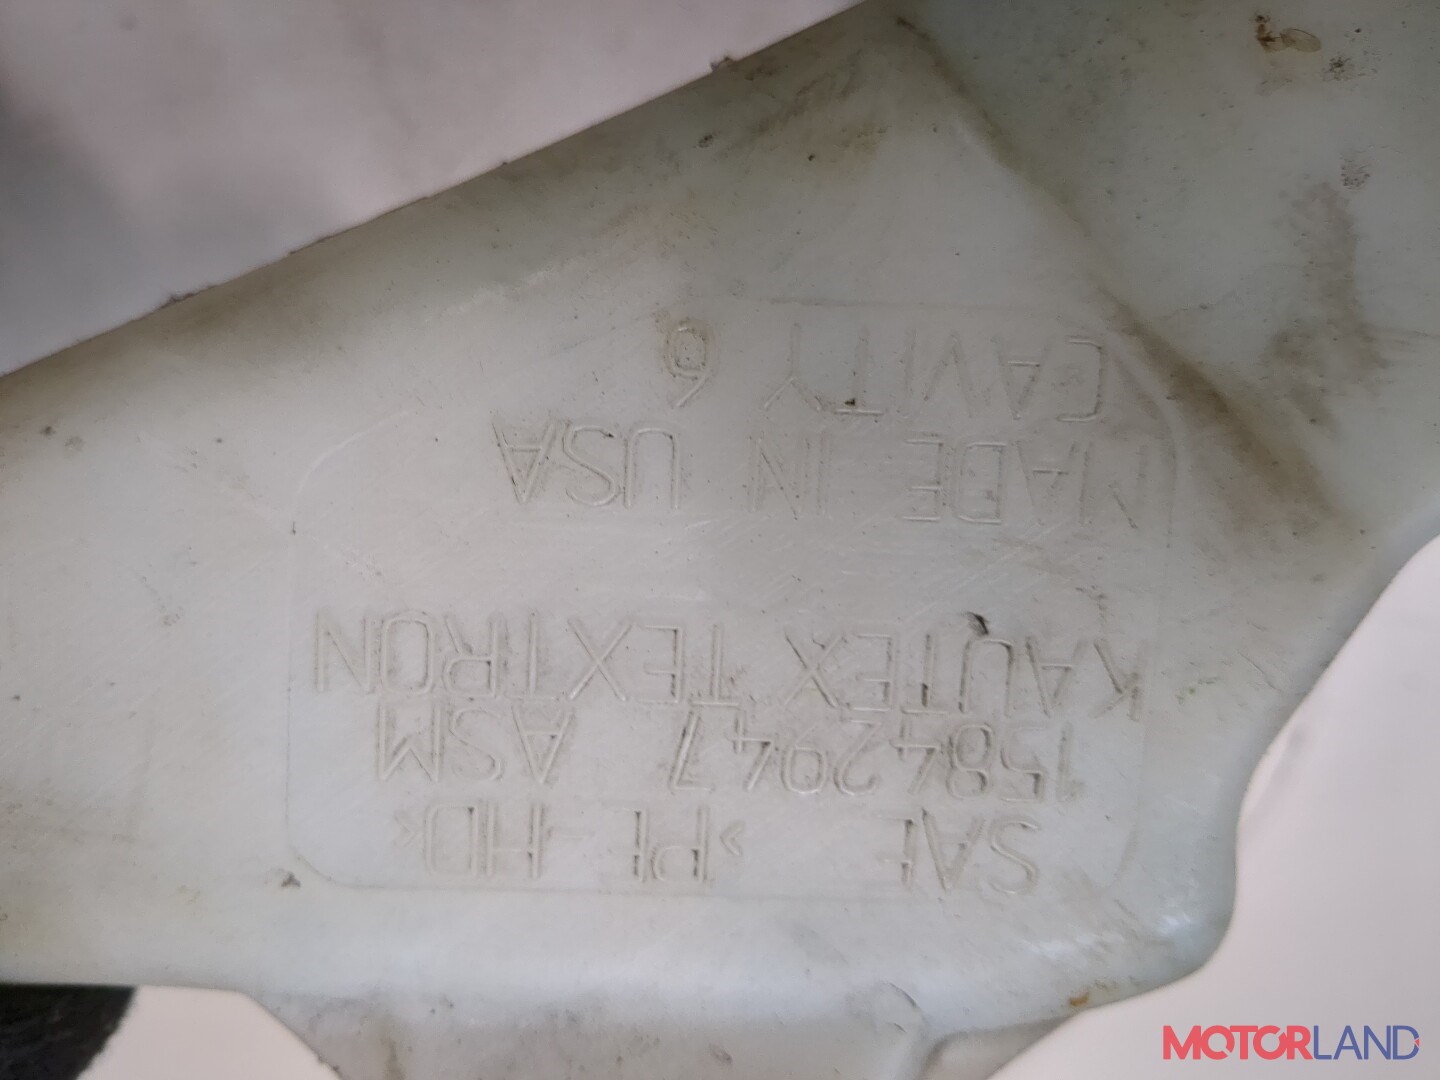 SAE >PE-HD<
15842947 ASM
KAUTEX TEXTRON
MADE IN USA
CAVITY 6
MOTORLAND